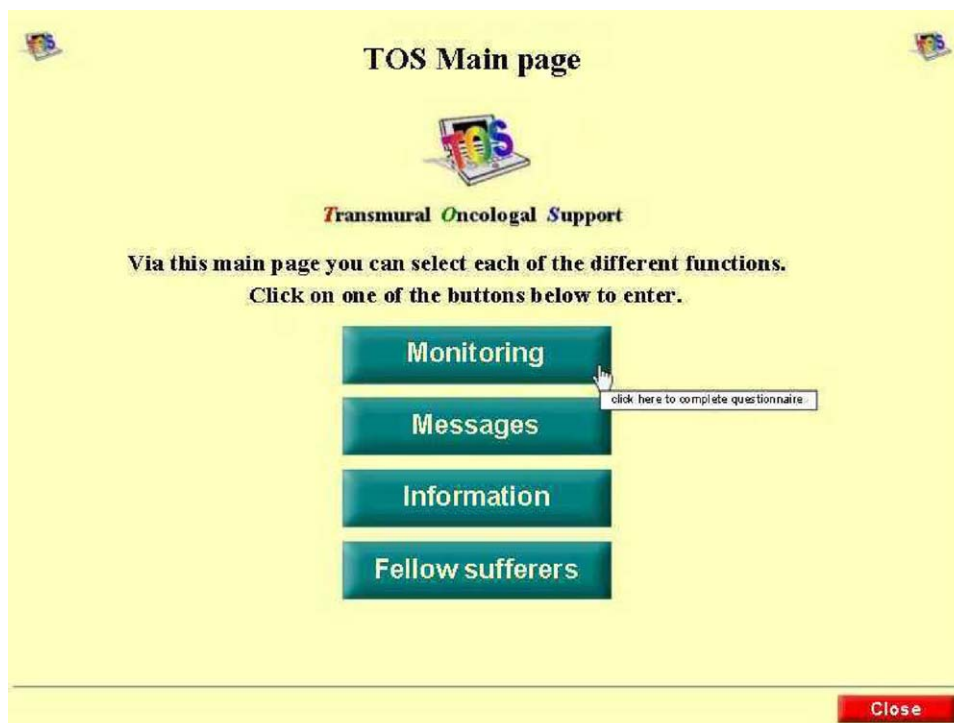 TOS Main page
TOS
Transmural Oncologal Support
Via this main page you can select each of the different functions.
Click on one of the buttons below to enter.
Monitoring
click here to complete questionnaire
Messages
Information
Fellow sufferers
Close